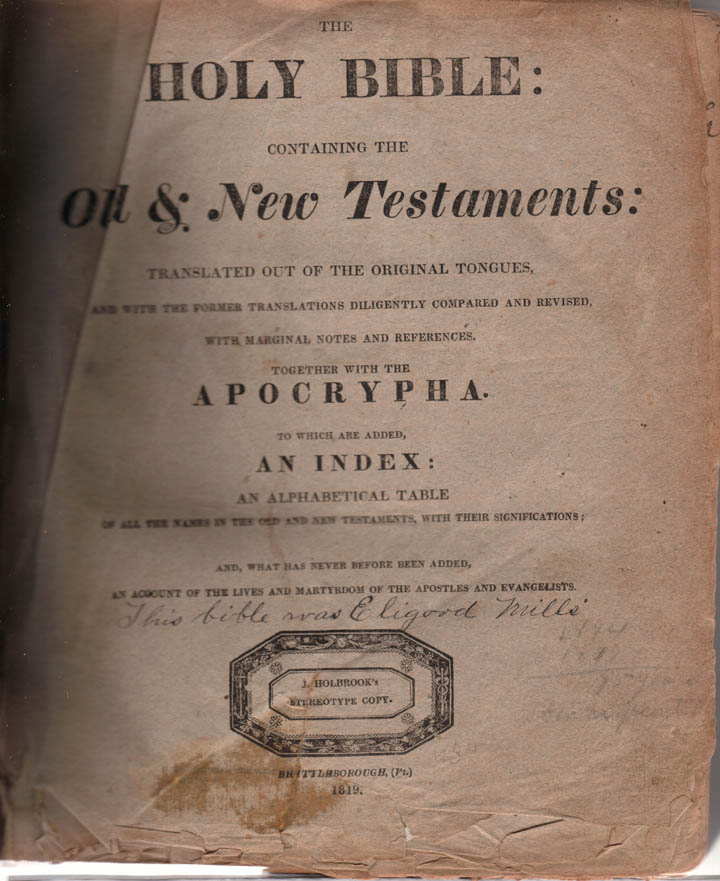 THE
HOLY BIBLE:
CONTAINING THE
Old & New Testaments:
TRANSLATED OUT OF THE ORIGINAL TONGUES,
AND WITH THE FORMER TRANSLATIONS DILIGENTLY COMPARED AND REVISED,
WITH MARGINAL NOTES AND REFERENCES.
TOGETHER WITH THE
APOCRYPHA.
TO WHICH ARE ADDED,
AN INDEX:
AN ALPHABETICAL TABLE
OF ALL THE NAMES IN THE OLD AND NEW TESTAMENTS, WITH THEIR SIGNIFICATIONS;
AND, WHAT HAS NEVER BEFORE BEEN ADDED,
AN ACCOUNT OF THE LIVES AND MARTYRDOM OF THE APOSTLES AND EVANGELISTS.
This bible was Eligood Mills'
J. HOLBROOK's
STEREOTYPE COPY.
BRATTLEBOROUGH, (Vt.)
1819.